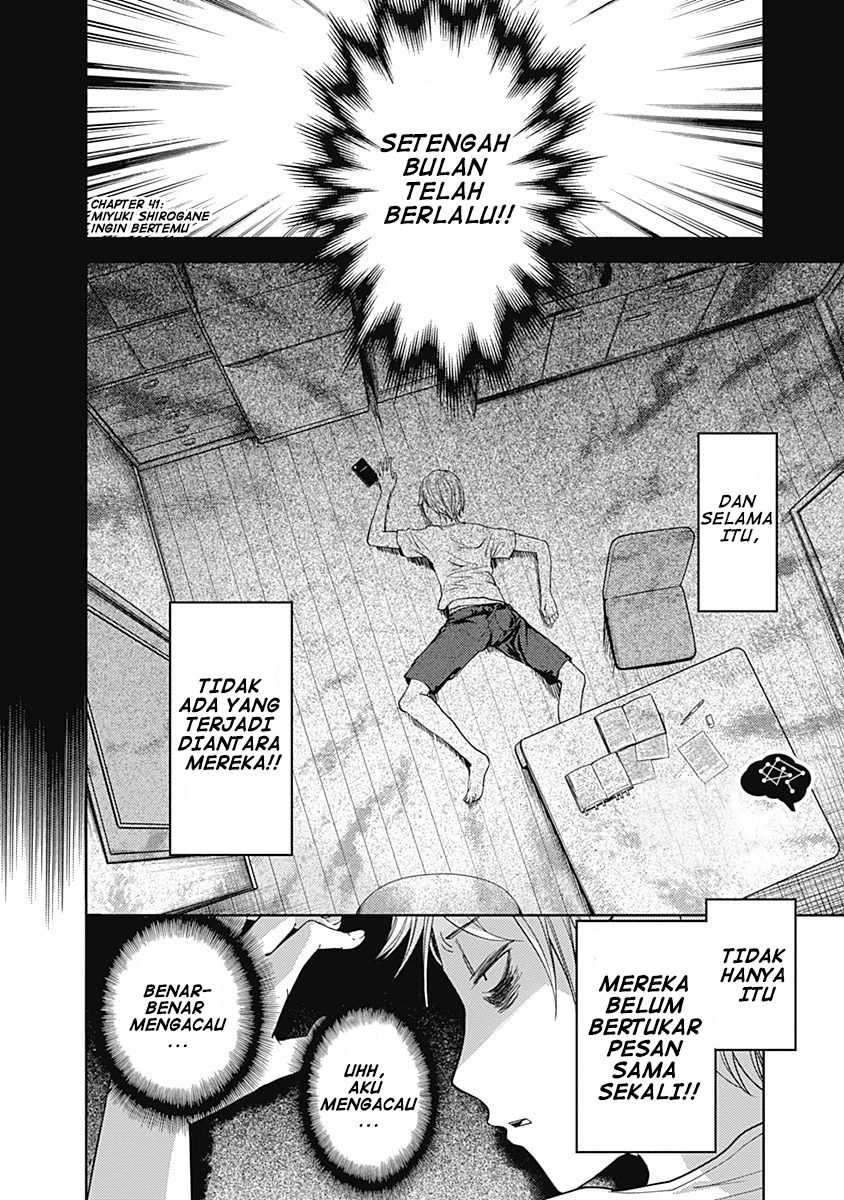 SETENGAH
BULAN
TELAH
BERLALU!!
CHAPTER 41:
MIYUKI SHIROGANE
INGIN BERTEMU
DAN
SELAMA
ITU,
TIDAK
ADA YANG
TERJADI
DIANTARA
MEREKA!!
TIDAK
HANYA
ITU
MEREKA
BELUM
BERTUKAR
PESAN
SAMA
SEKALI!!
BENAR-
BENAR
MENGACAU
...
UHH,
AKU
MENGACAU
...